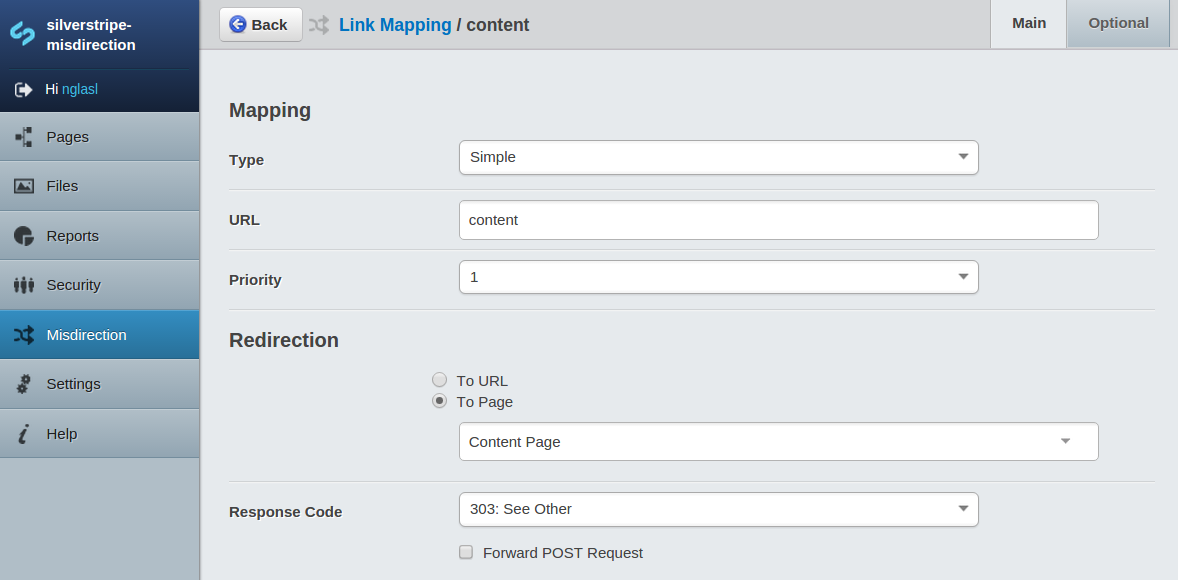 silverstripe-
misdirection
Hi nglasl
Pages
Files
Reports
Security
Misdirection
Settings
Help
Back
Link Mapping / content
Main
Optional
Mapping
Type
Simple
URL
content
Priority
1
Redirection
To URL
To Page
Content Page
Response Code
303: See Other
Forward POST Request